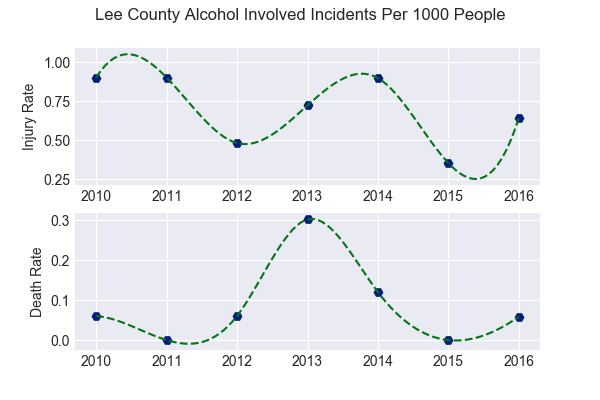 Lee County Alcohol Involved Incidents Per 1000 People
1.00
0.75
0.50
0.25
Injury Rate
2010 2011 2012 2013 2014 2015 2016
0.3
0.2
0.1
0.0
Death Rate
2010 2011 2012 2013 2014 2015 2016